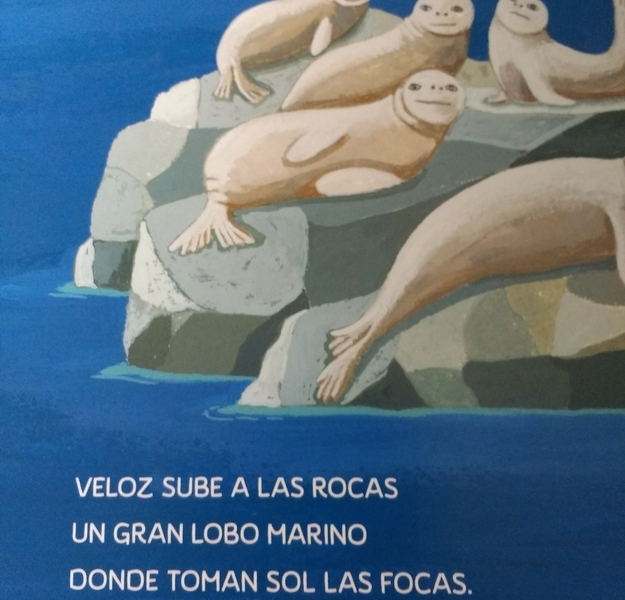 VELOZ SUBE A LAS ROCAS
UN GRAN LOBO MARINO
DONDE TOMAN SOL LAS FOCAS.